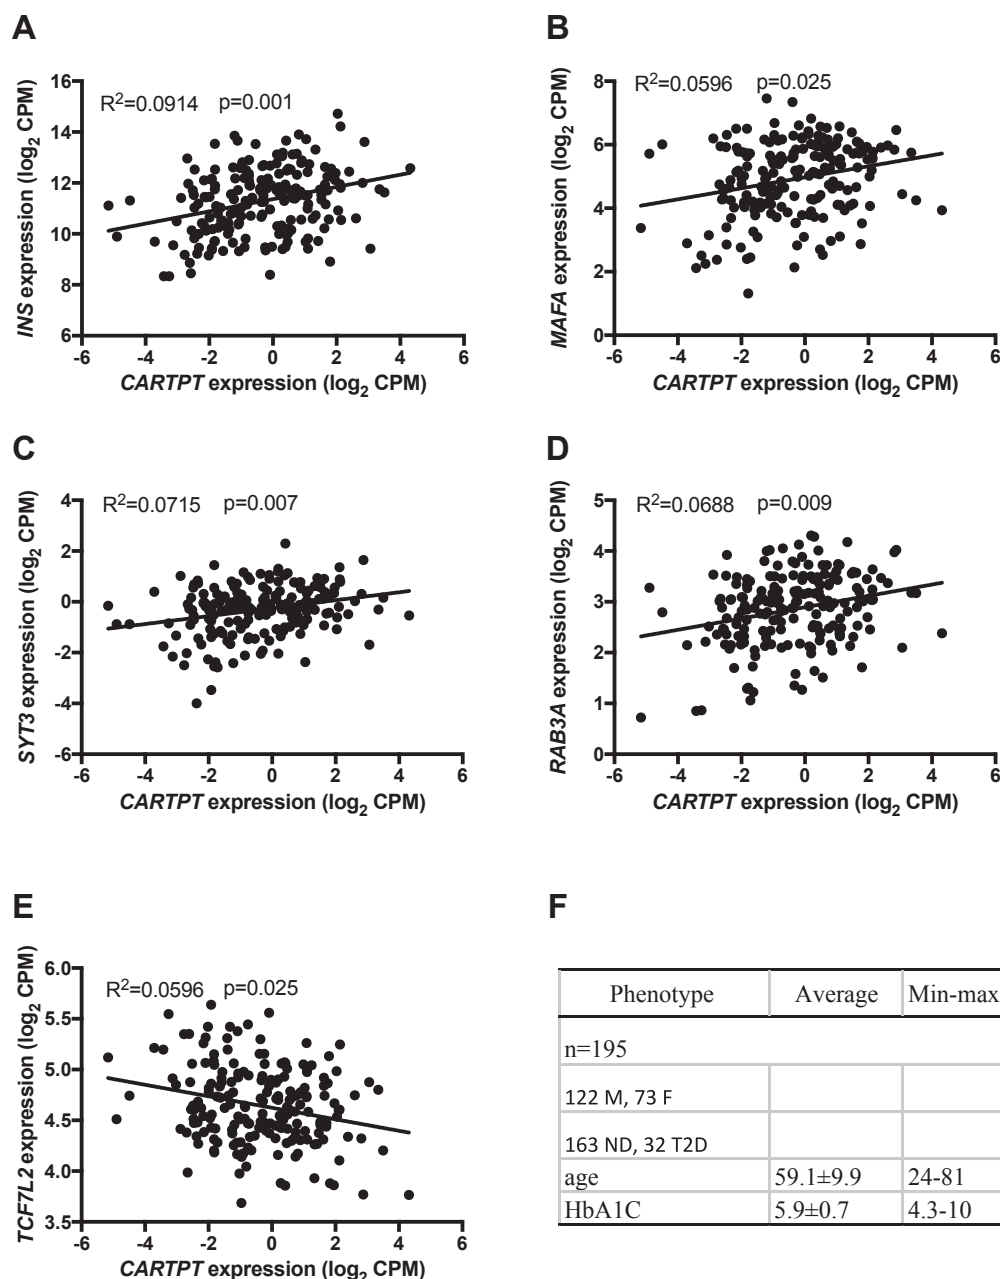 A
R2=0.0914 p=0.001
INS expression (log2 CPM)
16
14
12
10
8
6
-6 -4 -2 0 2 4 6
CARTPT expression (log2 CPM)
B
R2=0.0596 p=0.025
MAFA expression (log2 CPM)
8
6
4
2
0
-6 -4 -2 0 2 4 6
CARTPT expression (log2 CPM)
C
R2=0.0715 p=0.007
SYT3 expression (log2 CPM)
4
2
0
-2
-4
-6
-6 -4 -2 0 2 4 6
CARTPT expression (log2 CPM)
D
R2=0.0688 p=0.009
RAB3A expression (log2 CPM)
5
4
3
2
1
0
-6 -4 -2 0 2 4 6
CARTPT expression (log2 CPM)
E
R2=0.0596 p=0.025
TCF7L2 expression (log2 CPM)
6.0
5.5
5.0
4.5
4.0
3.5
-6 -4 -2 0 2 4 6
CARTPT expression (log2 CPM)
F
Phenotype Average Min-max
n=195
122 M, 73 F
163 ND, 32 T2D
age 59.1±9.9 24-81
HbA1C 5.9±0.7 4.3-10